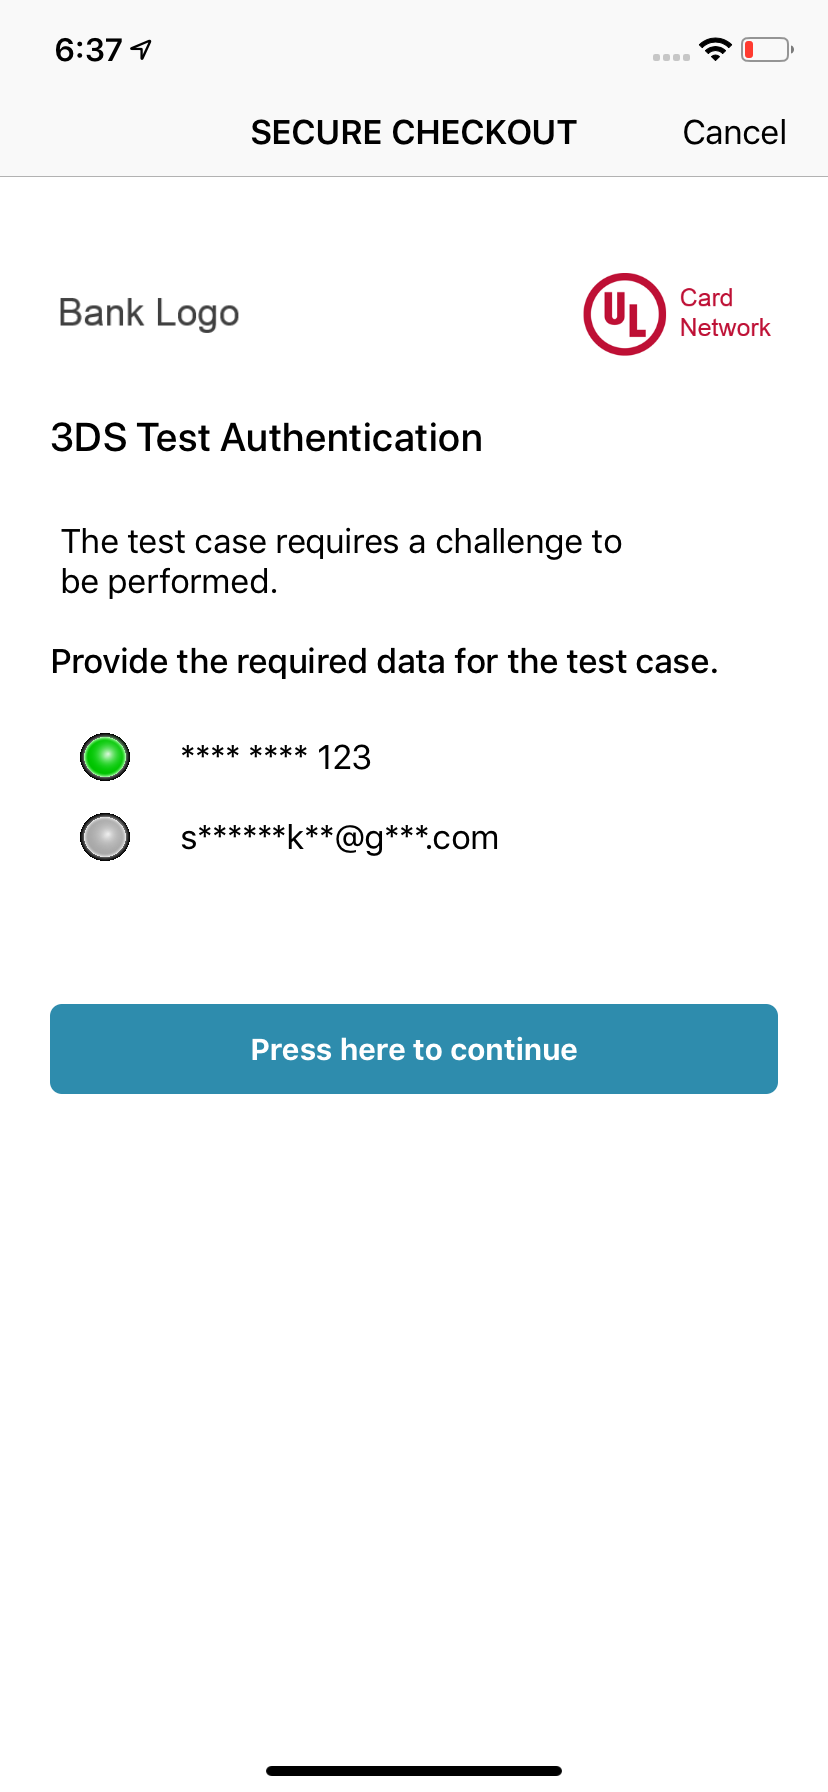 6:37
SECURE CHECKOUT
Cancel
Bank Logo
UL
Card
Network
3DS Test Authentication
The test case requires a challenge to
be performed.
Provide the required data for the test case.
**** **** 123
s******k**@g***.com
Press here to continue